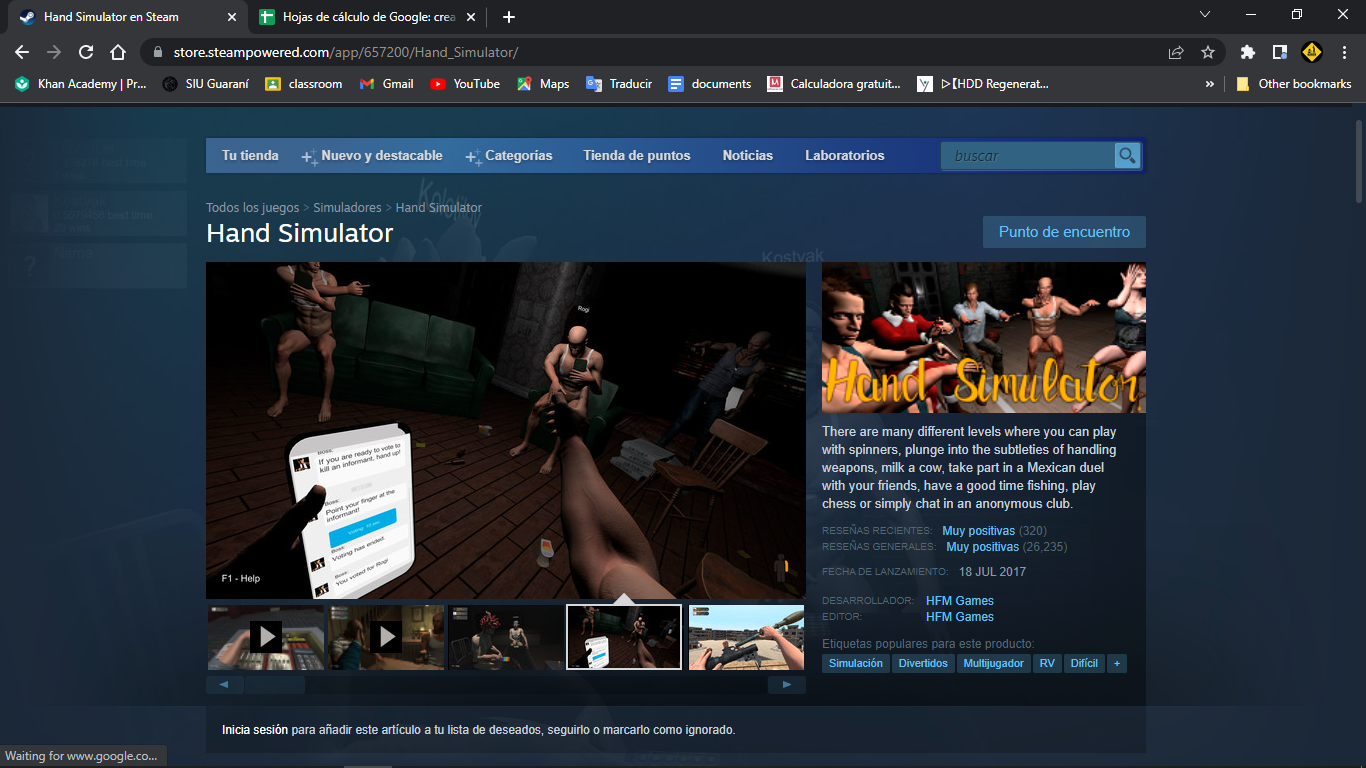 Hand Simulator en Steam
Hojas de cálculo de Google: crea
store.steampowered.com/app/657200/Hand_Simulator/
Khan Academy | Pr...
SIU Guaraní
classroom
Gmail
YouTube
Maps
Traducir
documents
Calculadora gratuit...
ᐅ【HDD Regenerat...
»
Other bookmarks
Tu tienda
Nuevo y destacable
Categorías
Tienda de puntos
Noticias
Laboratorios
buscar
Todos los juegos > Simuladores > Hand Simulator
Hand Simulator
Punto de encuentro
Kostyak
Rogi
Boss:
If you are ready to vote to
kill an informant, hand up!
Boss:
Point your finger at the
informant!
Boss:
Voting has ended.
Boss:
You voted for Rogi
F1 - Help
Hand Simulator
There are many different levels where you can play
with spinners, plunge into the subtleties of handling
weapons, milk a cow, take part in a Mexican duel
with your friends, have a good time fishing, play
chess or simply chat in an anonymous club.
RESEÑAS RECIENTES: Muy positivas (320)
RESEÑAS GENERALES: Muy positivas (26,235)
FECHA DE LANZAMIENTO: 18 JUL 2017
DESARROLLADOR: HFM Games
EDITOR: HFM Games
Etiquetas populares para este producto:
Simulación
Divertidos
Multijugador
RV
Difícil
+
Inicia sesión para añadir este artículo a tu lista de deseados, seguirlo o marcarlo como ignorado.
Waiting for www.google.co...